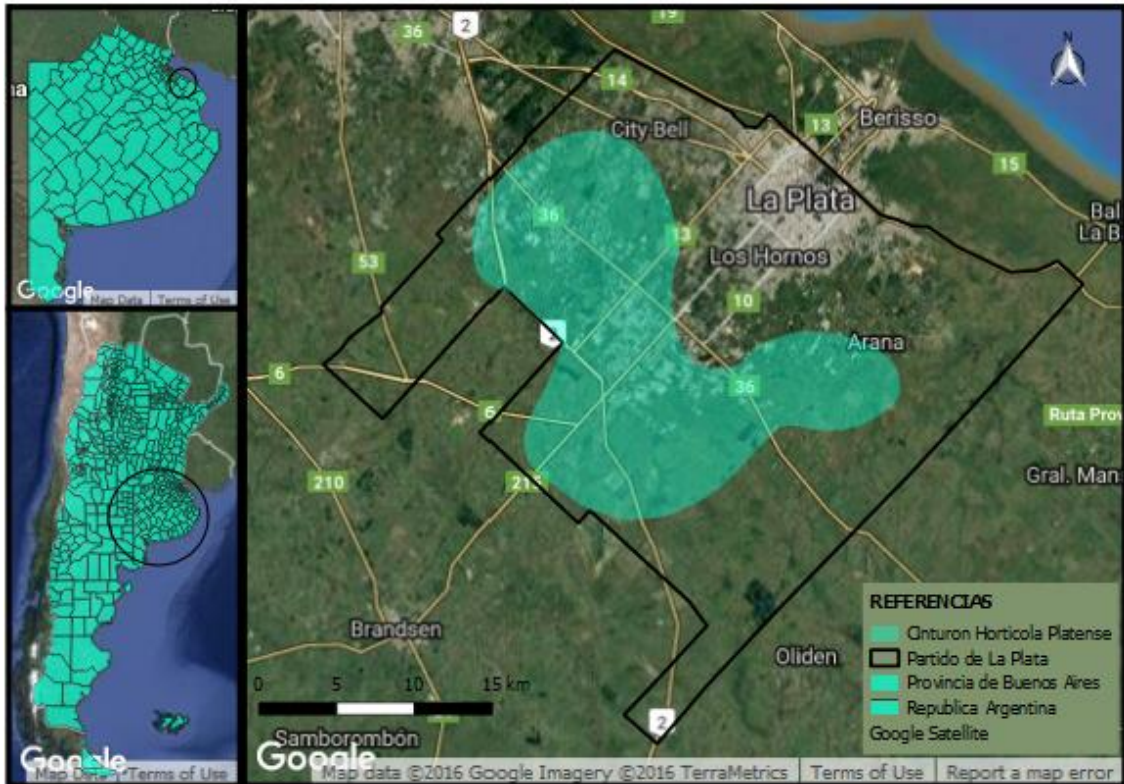 na
Google
Map Data
Terms of Use
Google
Terms of Use
2
36
19
14
13
City Bell
Berisso
15
La Plata
36
13
Bal
La B
53
Los Hornos
10
Arana
6
36
6
Ruta Prov
210
215
Gral. Man
Brandsen
Oliden
0 5 10 15 km
2
Samborombón
Google
REFERENCIAS
Cinturon Horticola Platense
Partido de La Plata
Provincia de Buenos Aires
Republica Argentina
Google Satellite
Map data ©2016 Google Imagery ©2016 TerraMetrics
Terms of Use
Report a map error
N